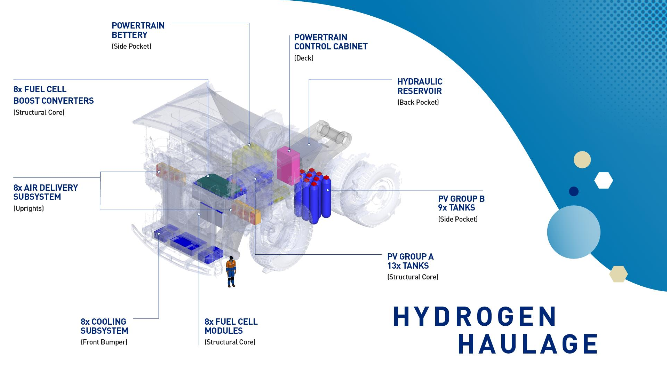 POWERTRAIN
BETTERY
(Side Pocket)
POWERTRAIN
CONTROL CABINET
(Deck)
8x FUEL CELL
BOOST CONVERTERS
(Structural Core)
HYDRAULIC
RESERVOIR
(Back Pocket)
8x AIR DELIVERY
SUBSYSTEM
(Uprights)
PV GROUP B
9x TANKS
(Side Pocket)
PV GROUP A
13x TANKS
(Structural Core)
8x COOLING
SUBSYSTEM
(Front Bumper)
8x FUEL CELL
MODULES
(Structural Core)
HYDROGEN
HAULAGE